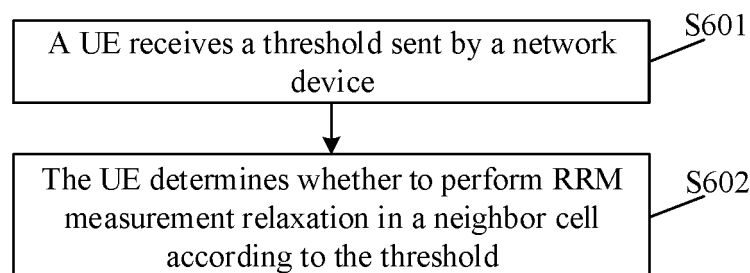 A UE receives a threshold sent by a network
device
S601
The UE determines whether to perform RRM
measurement relaxation in a neighbor cell
according to the threshold
S602